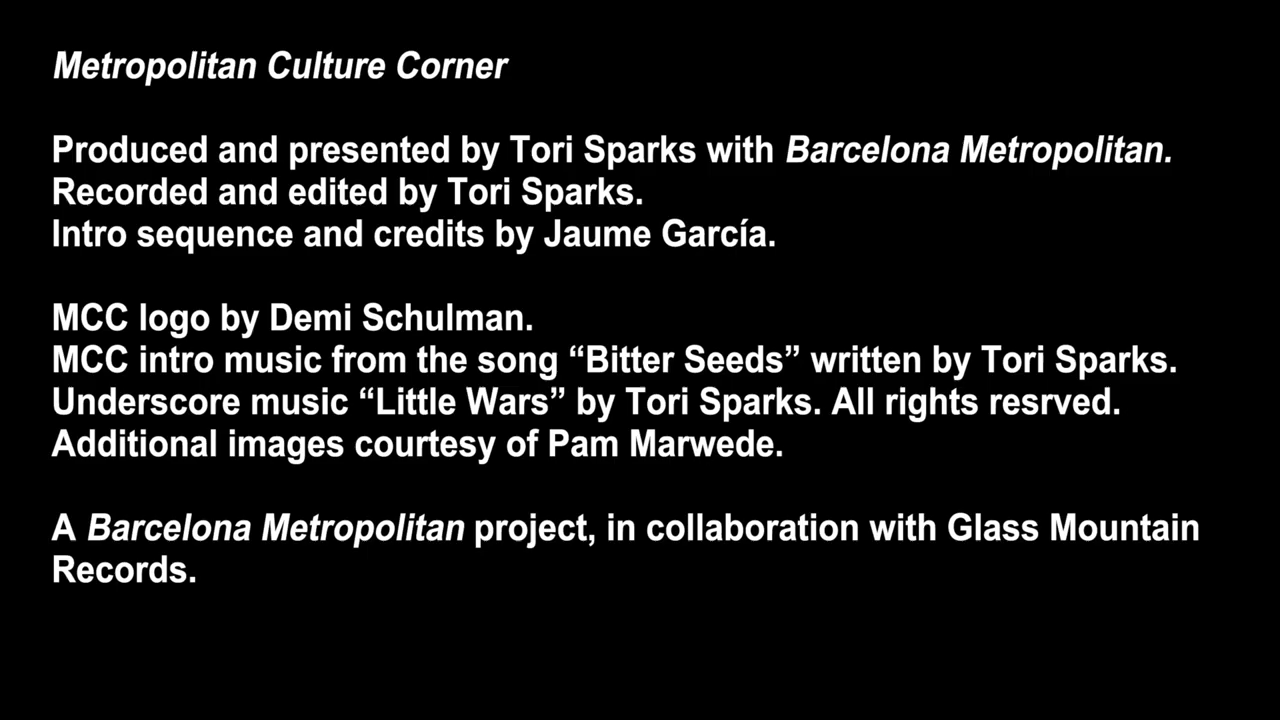 Metropolitan Culture Corner
Produced and presented by Tori Sparks with Barcelona Metropolitan.
Recorded and edited by Tori Sparks.
Intro sequence and credits by Jaume García.
MCC logo by Demi Schulman.
MCC intro music from the song “Bitter Seeds” written by Tori Sparks.
Underscore music “Little Wars” by Tori Sparks. All rights resrved.
Additional images courtesy of Pam Marwede.
A Barcelona Metropolitan project, in collaboration with Glass Mountain
Records.